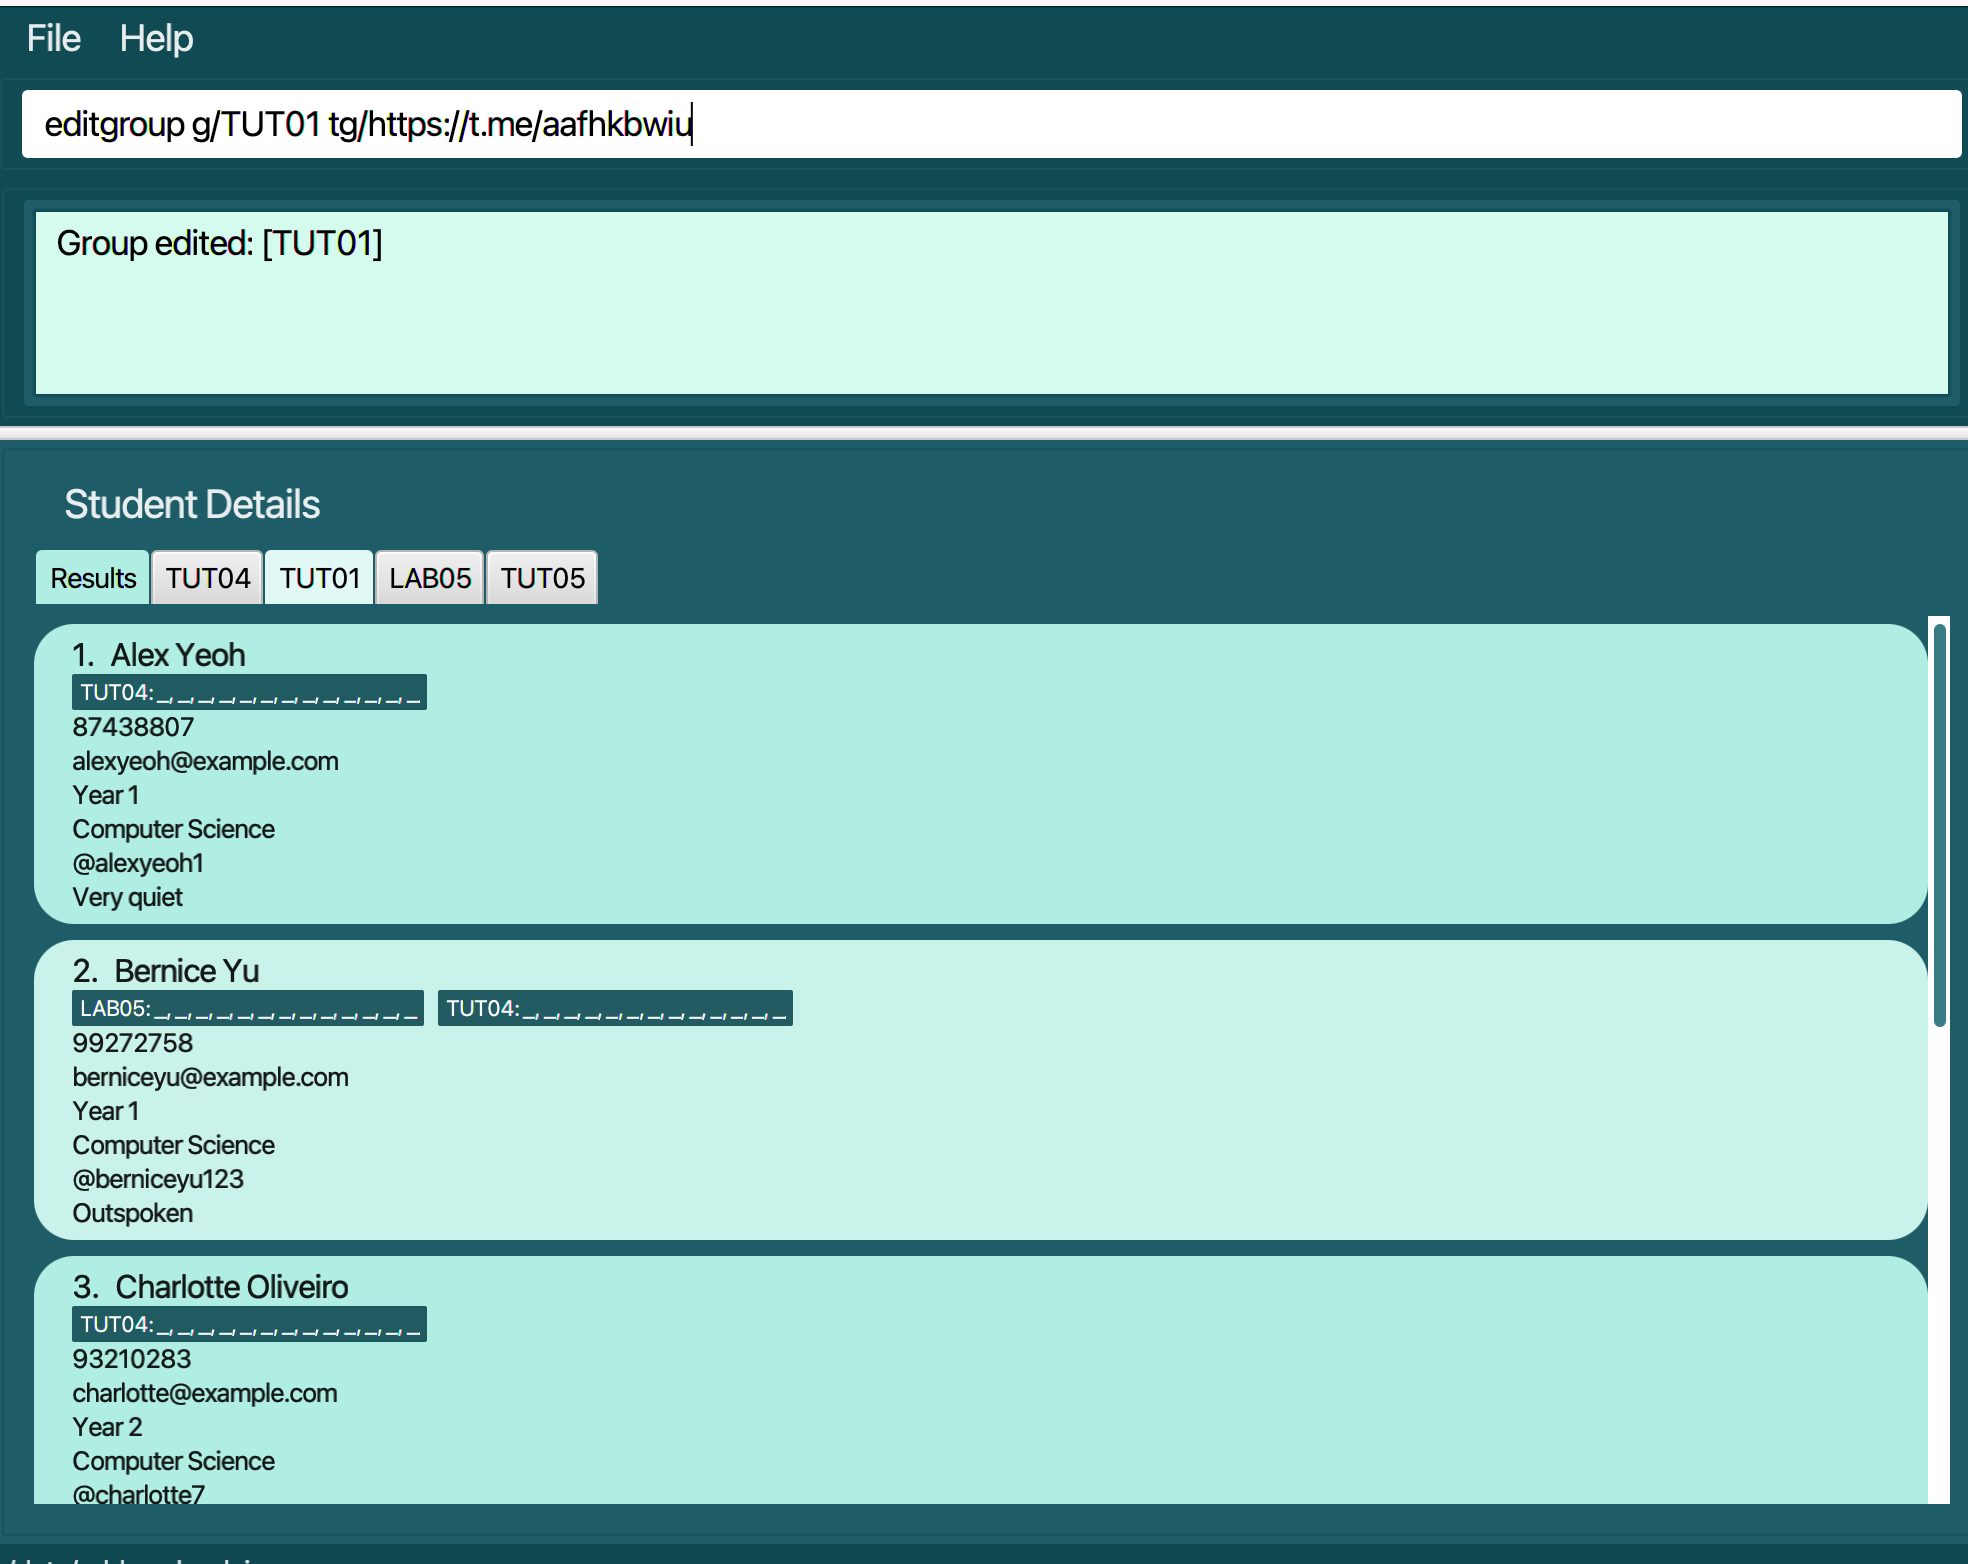 File Help
editgroup g/TUT01 tg/https://t.me/aafhkbwiu
Group edited: [TUT01]
Student Details
Results TUT04 TUT01 LAB05 TUT05
1. Alex Yeoh
TUT04:_,_,_,_,_,_,_,_,_,_,_,_,_
87438807
alexyeoh@example.com
Year 1
Computer Science
@alexyeoh1
Very quiet
2. Bernice Yu
LAB05:_,_,_,_,_,_,_,_,_,_,_,_,_ TUT04:_,_,_,_,_,_,_,_,_,_,_,_,_
99272758
berniceyu@example.com
Year 1
Computer Science
@berniceyu123
Outspoken
3. Charlotte Oliveiro
TUT04:_,_,_,_,_,_,_,_,_,_,_,_,_
93210283
charlotte@example.com
Year 2
Computer Science
@charlotte7